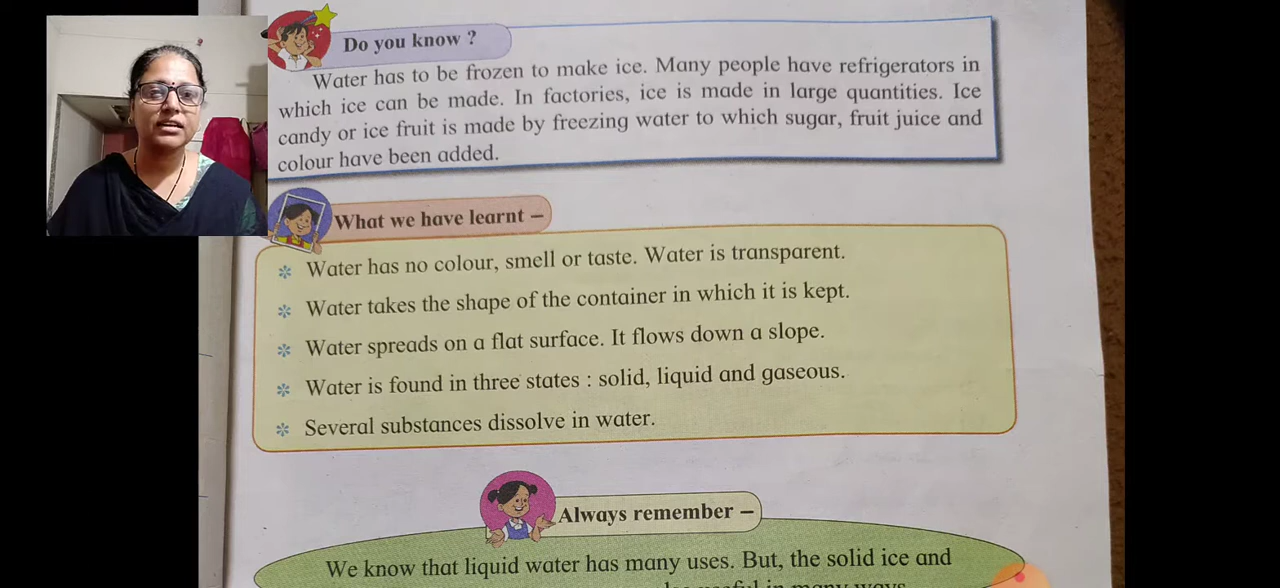 Do you know ?
Water has to be frozen to make ice. Many people have refrigerators in
which ice can be made. In factories, ice is made in large quantities. Ice
candy or ice fruit is made by freezing water to which sugar, fruit juice and
colour have been added.
What we have learnt –
Water has no colour, smell or taste. Water is transparent.
Water takes the shape of the container in which it is kept.
Water spreads on a flat surface. It flows down a slope.
Water is found in three states : solid, liquid and gaseous.
Several substances dissolve in water.
Always remember –
We know that liquid water has many uses. But, the solid ice and
in many ways